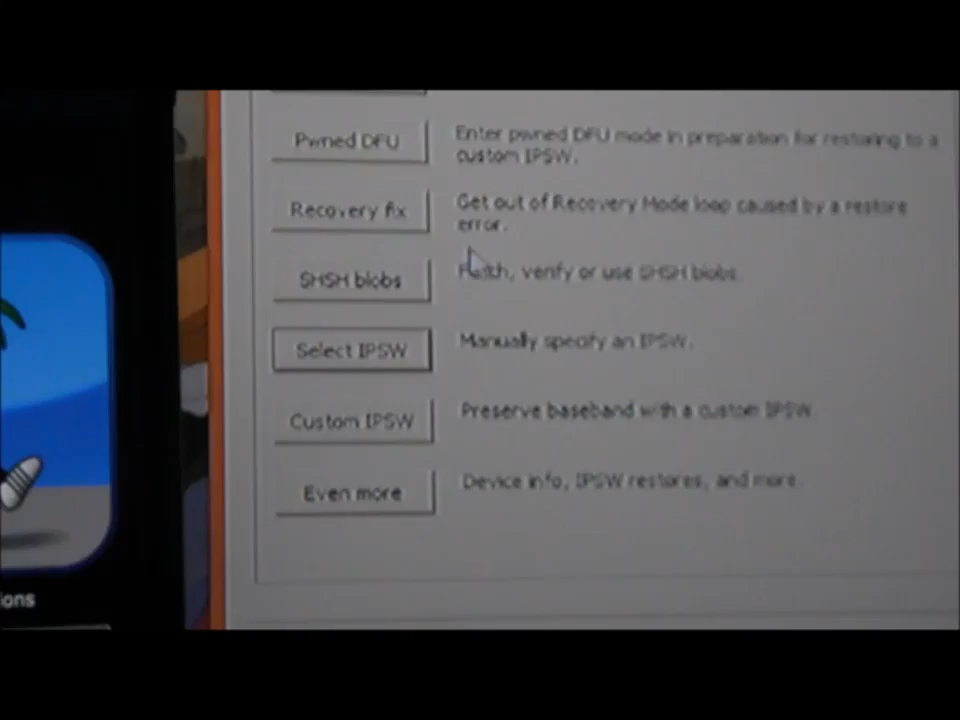 Pwned DFU
Enter pwned DFU mode in preparation for restoring to a
custom IPSW.
Recovery fix
Get out of Recovery Mode loop caused by a restore
error.
SHSH blobs
Fetch, verify or use SHSH blobs.
Select IPSW
Manually specify an IPSW.
Custom IPSW
Preserve baseband with a custom IPSW
Even more
Device info, IPSW restores, and more.
ions